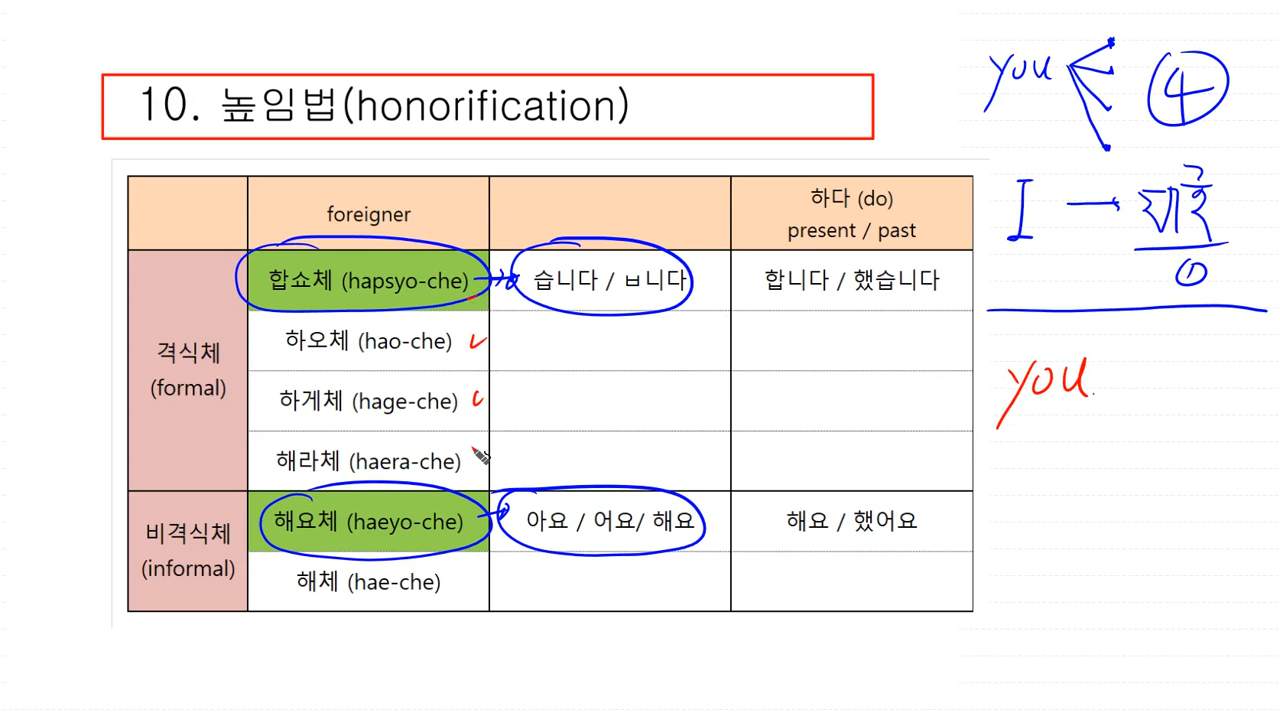 10. 높임법(honorification)
foreigner
하다 (do)
present / past
격식체
(formal)
합쇼체 (hapsyo-che)
습니다 / ㅂ니다
합니다 / 했습니다
하오체 (hao-che)
하게체 (hage-che)
해라체 (haera-che)
비격식체
(informal)
해요체 (haeyo-che)
아요 / 어요/ 해요
해요 / 했어요
해체 (hae-che)
you
4
I
1
you